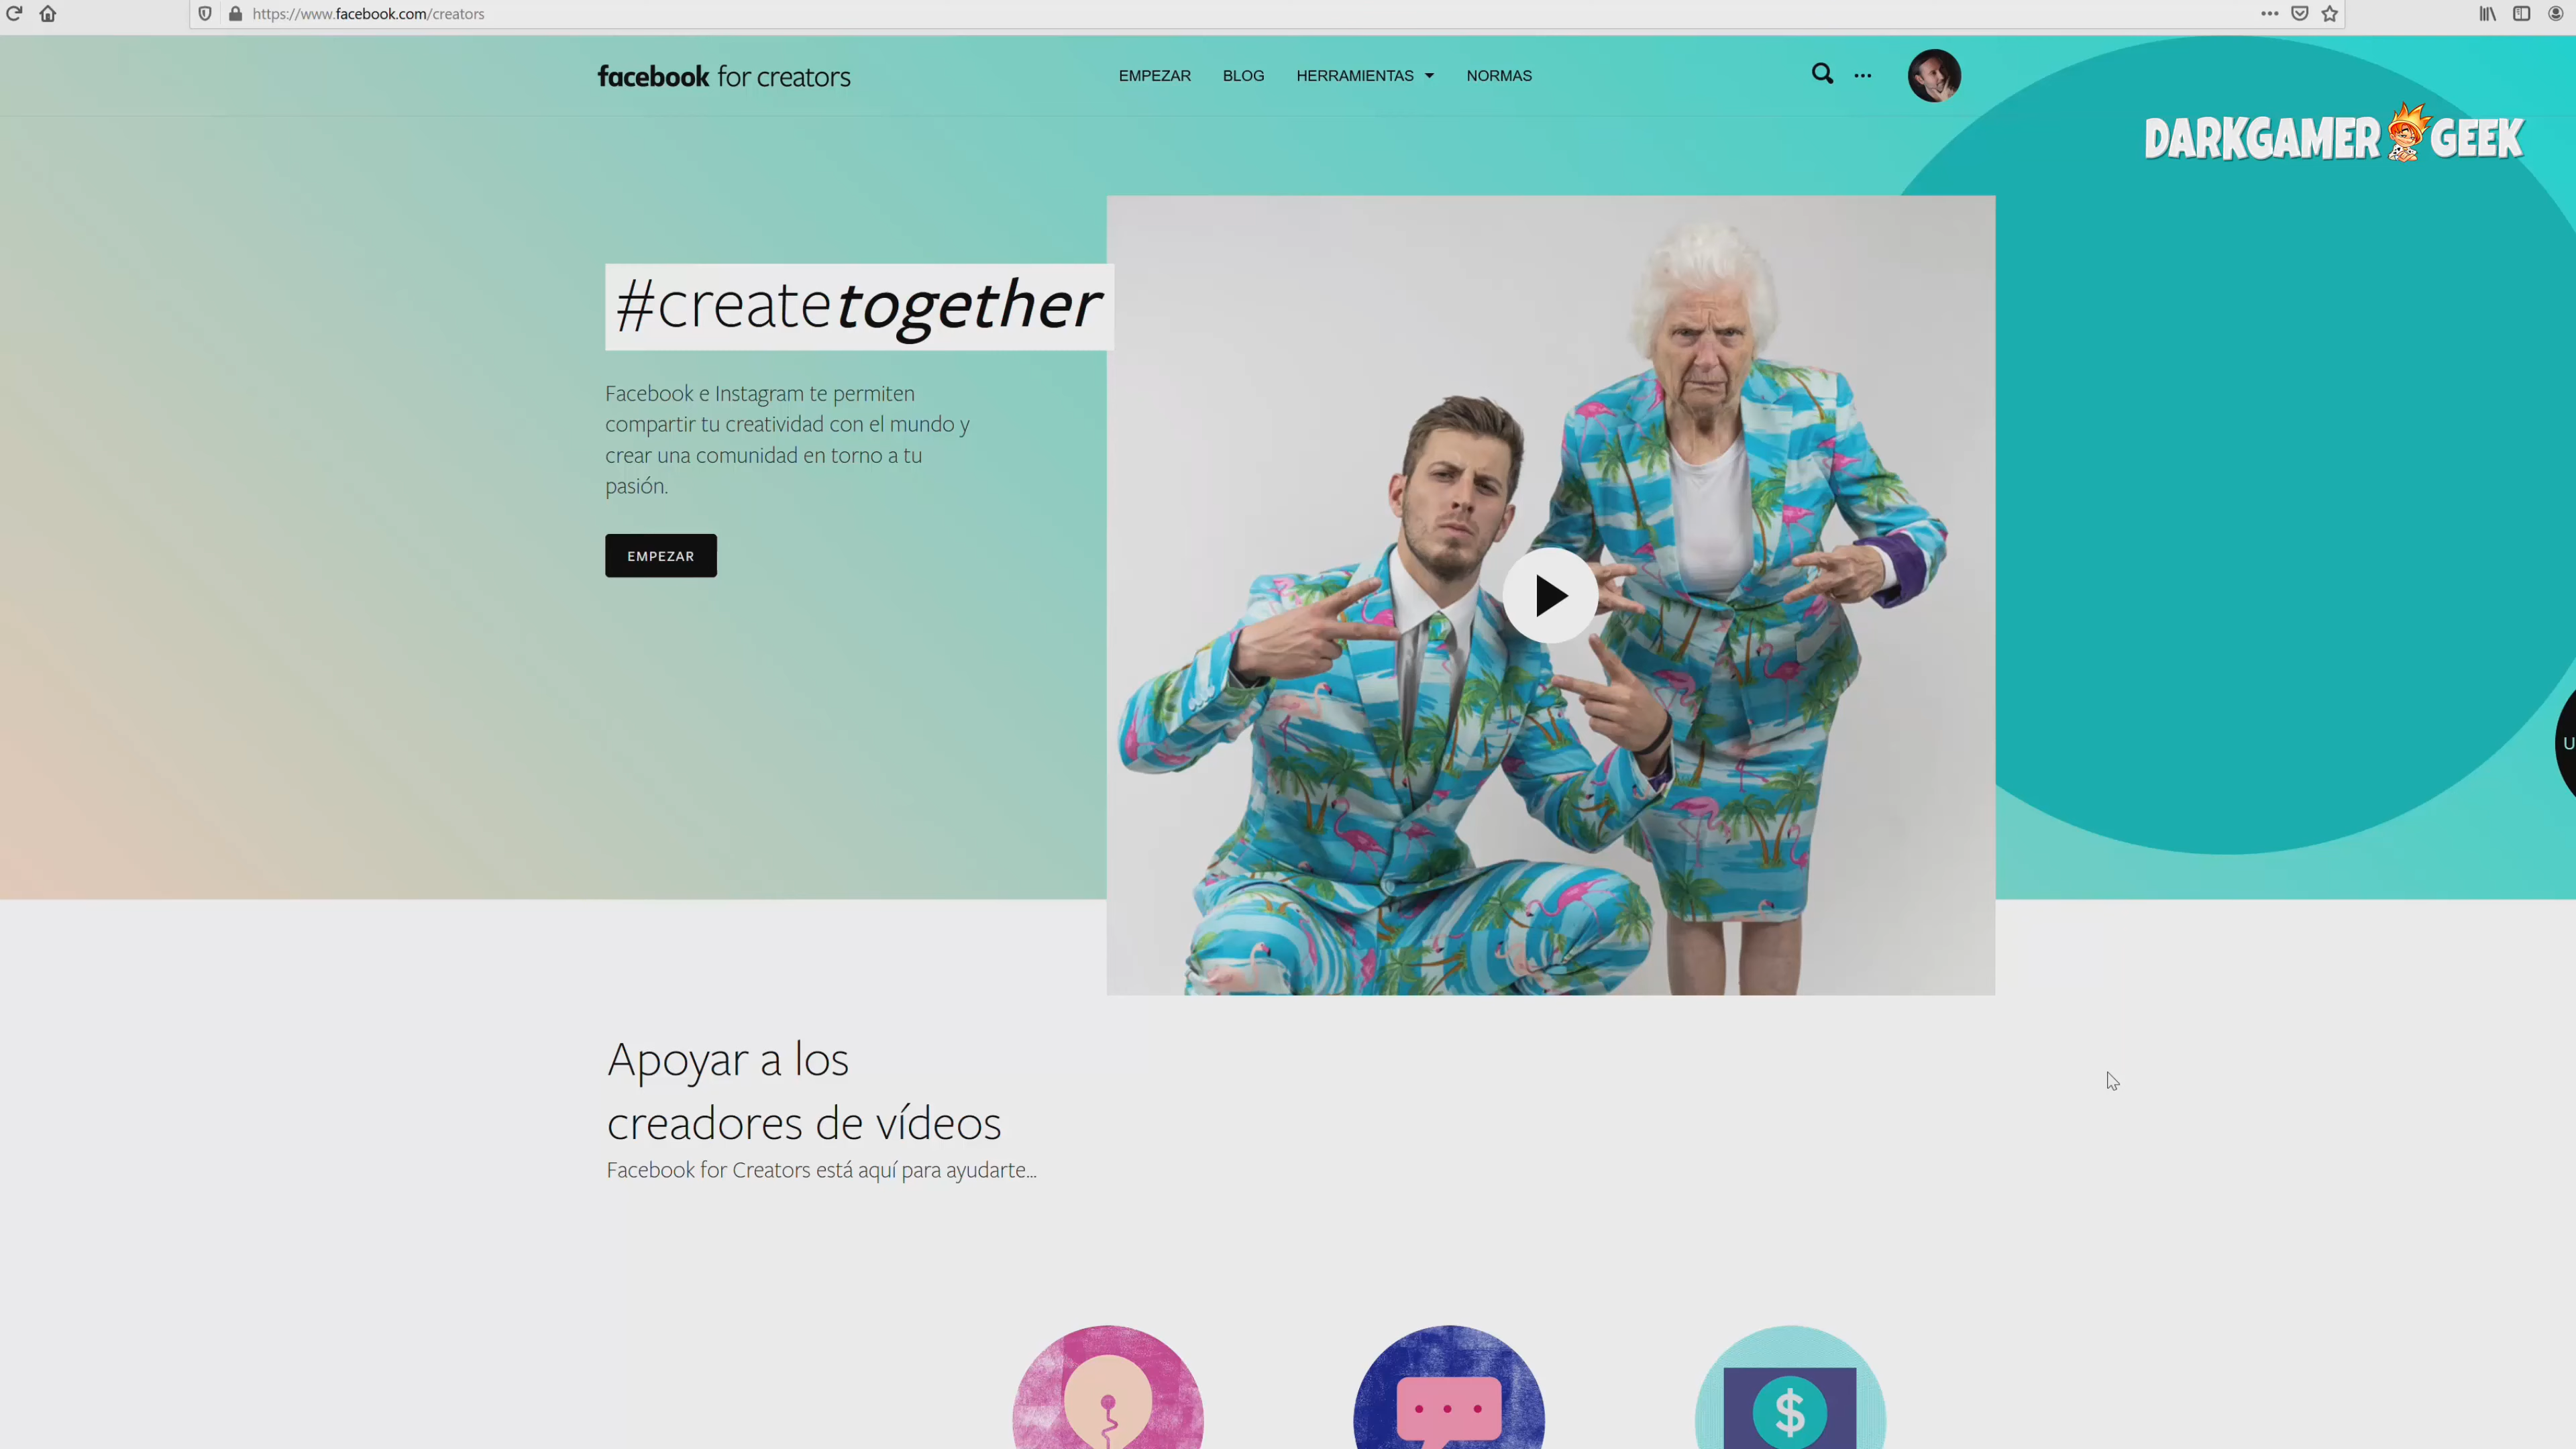 https://www.facebook.com/creators
facebook for creators
EMPEZAR BLOG HERRAMIENTAS NORMAS
DARKGAMER GEEK
#createtogether
Facebook e Instagram te permiten
compartir tu creatividad con el mundo y
crear una comunidad en torno a tu
pasión.
EMPEZAR
U
Apoyar a los
creadores de vídeos
Facebook for Creators está aquí para ayudarte...
$